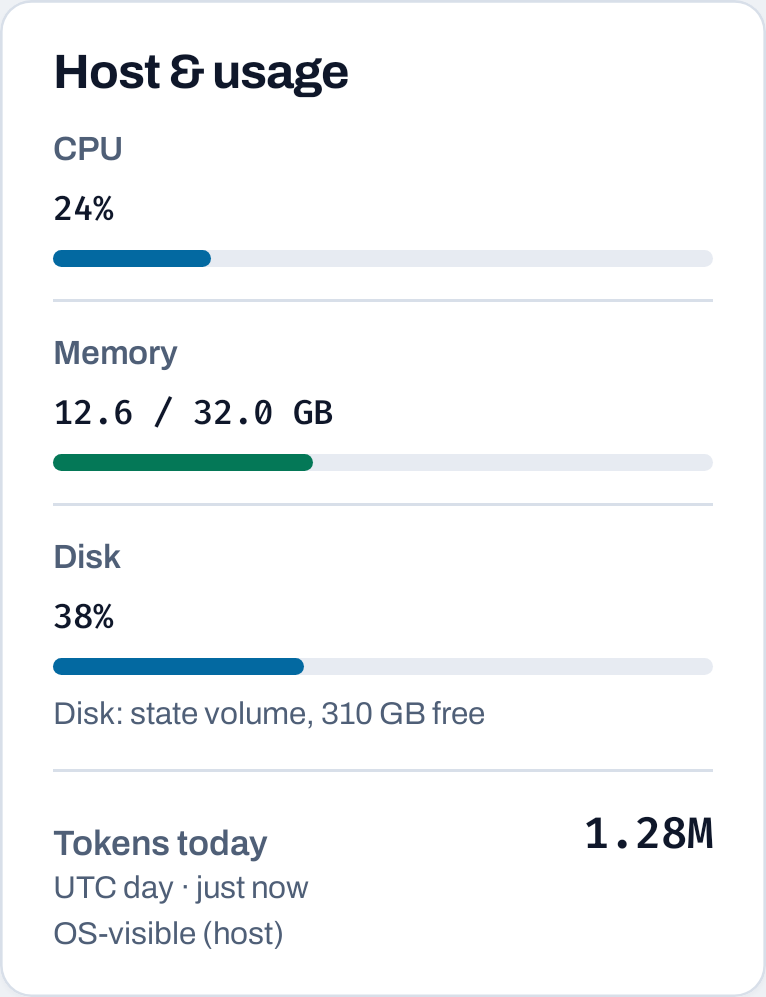 Host & usage
CPU
24%
Memory
12.6 / 32.0 GB
Disk
38%
Disk: state volume, 310 GB free
Tokens today
1.28M
UTC day · just now
OS-visible (host)